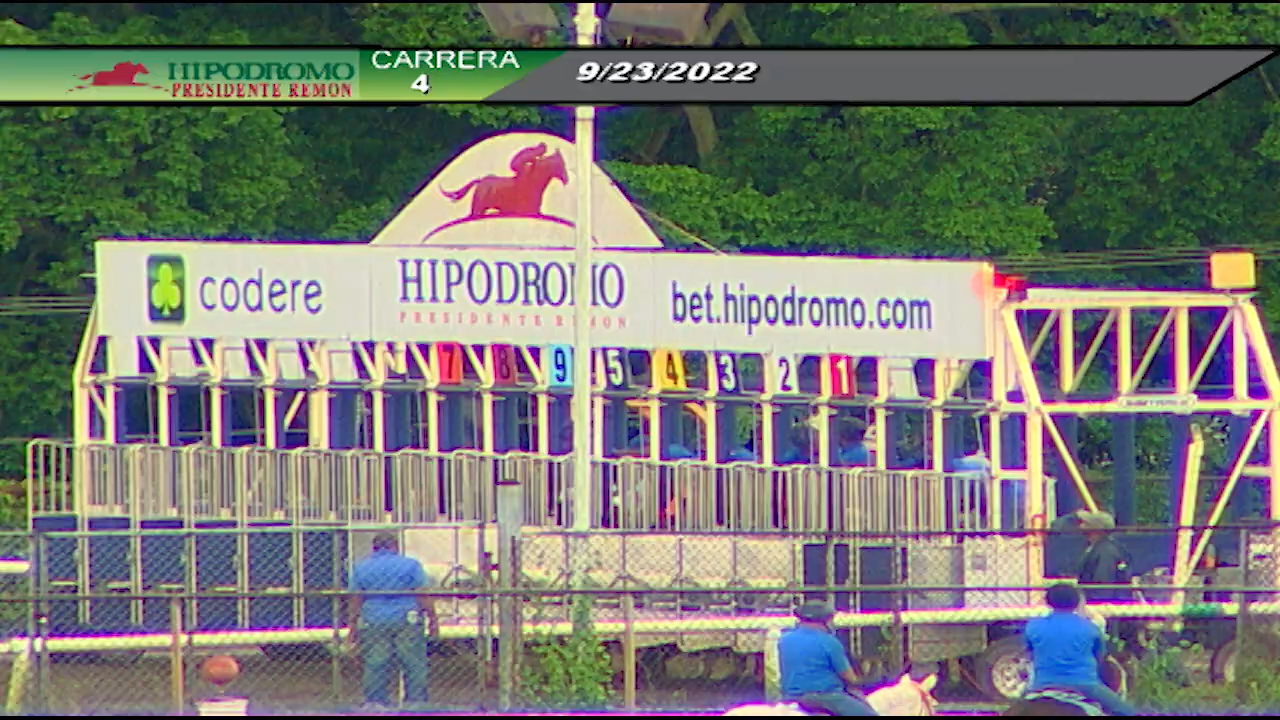 HIPODROMO
PRESIDENTE REMON
CARRERA
4
9/23/2022
codere
HIPODROMO
PRESIDENTE REMON
bet.hipodromo.com
7 8 9 5 4 3 2 1